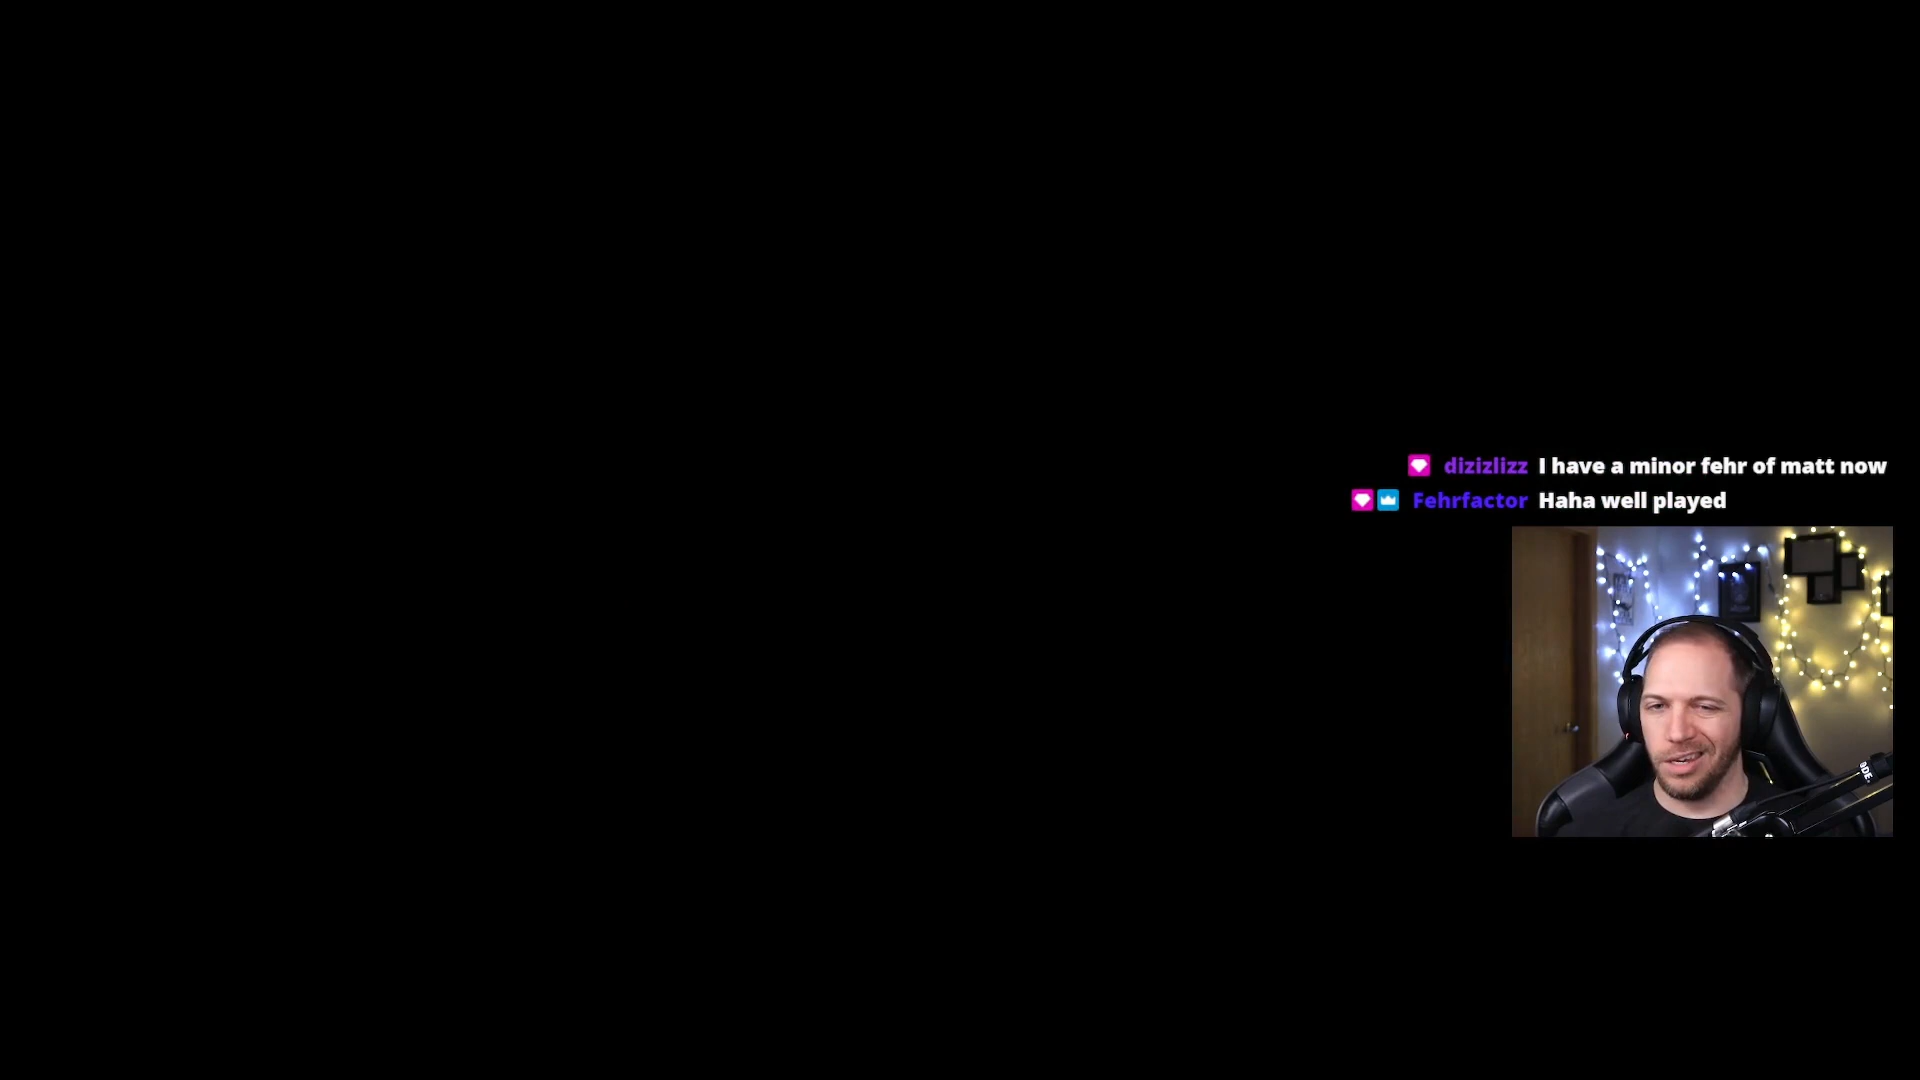 dizizlizz I have a minor fehr of matt now
Fehrfactor Haha well played